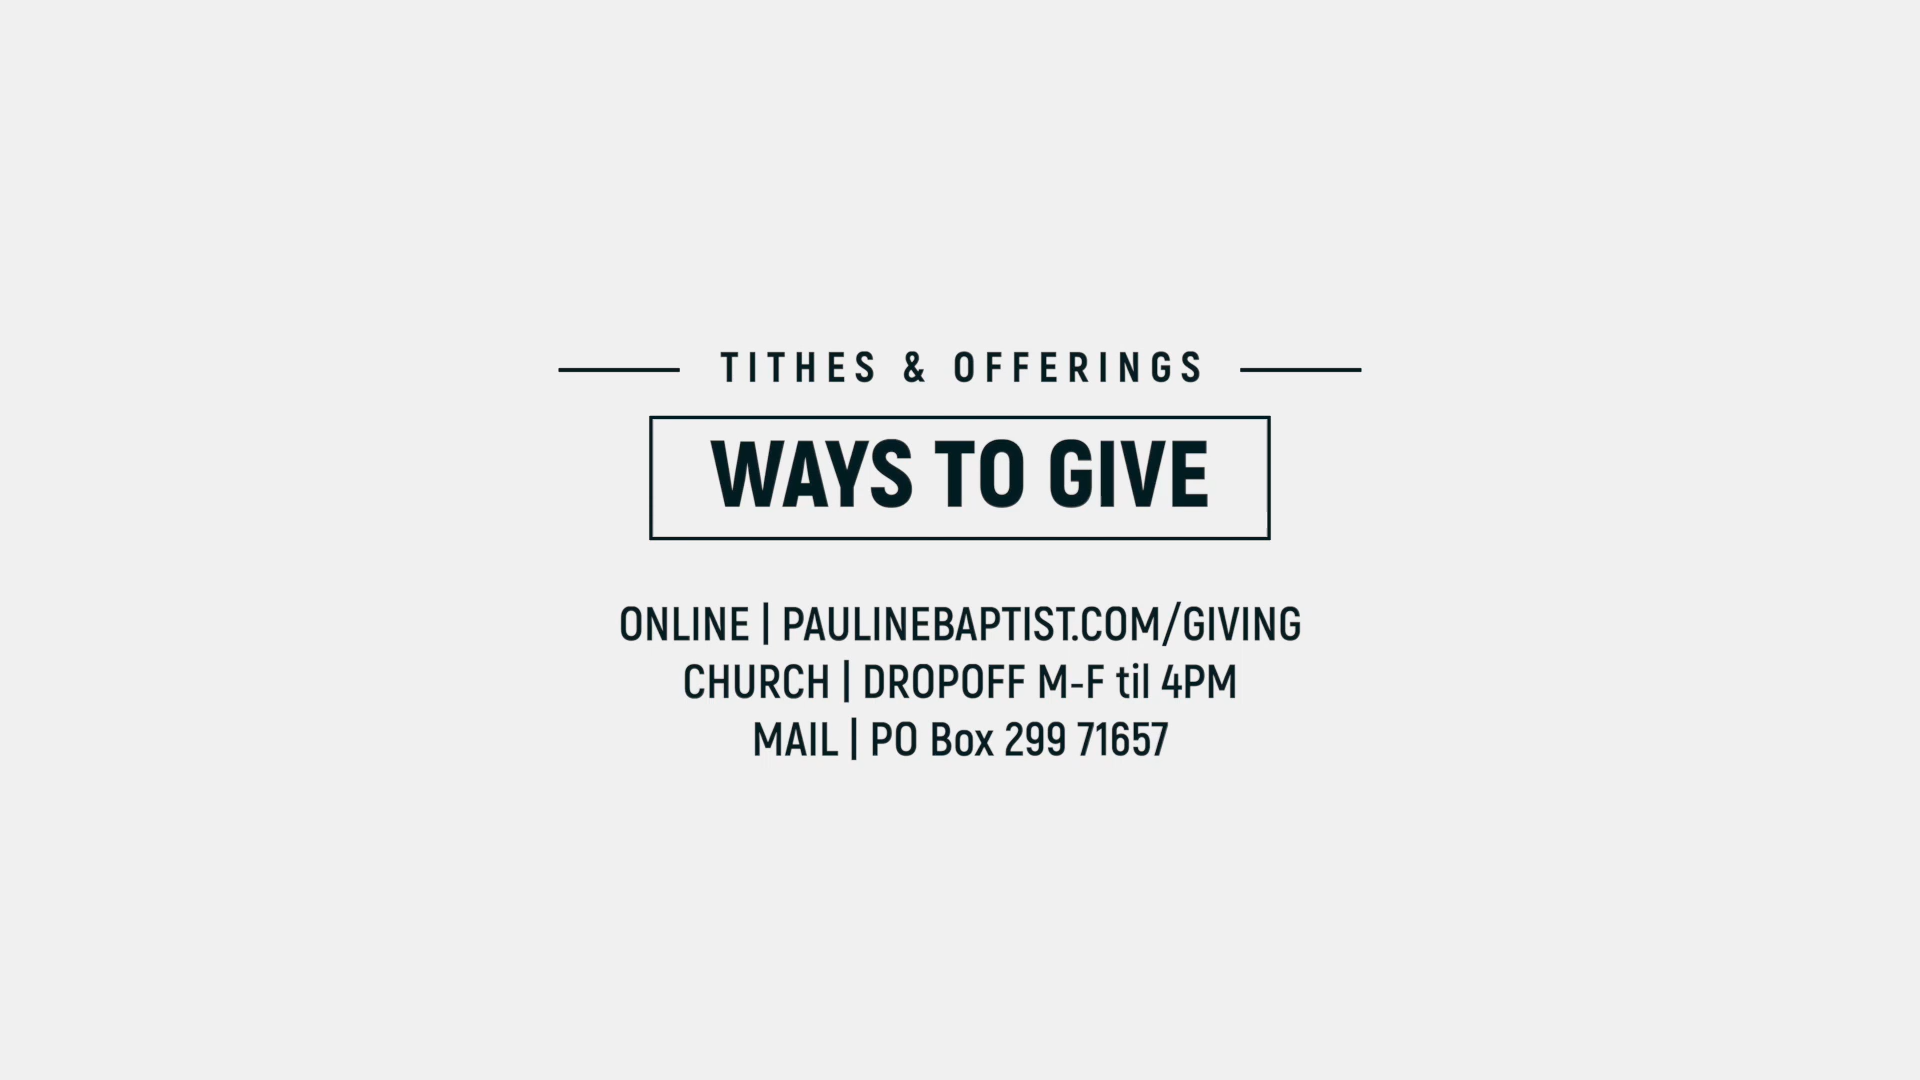 TITHES & OFFERINGS
WAYS TO GIVE
ONLINE | PAULINEBAPTIST.COM/GIVING
CHURCH | DROPOFF M-F til 4PM
MAIL | PO Box 299 71657